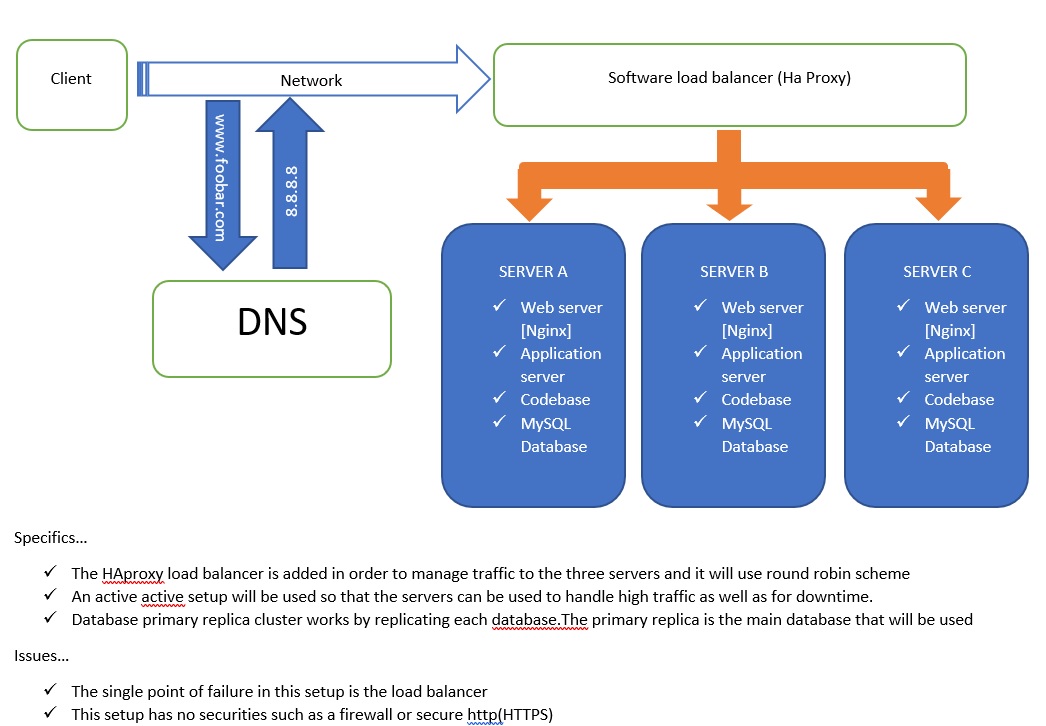 Client
Network
Software load balancer (Ha Proxy)
www.foobar.com
8.8.8.8
DNS
SERVER A
✓ Web server
[Nginx]
✓ Application
server
✓ Codebase
✓ MySQL
Database
SERVER B
✓ Web server
[Nginx]
✓ Application
server
✓ Codebase
✓ MySQL
Database
SERVER C
✓ Web server
[Nginx]
✓ Application
server
✓ Codebase
✓ MySQL
Database
Specifics...
✓ The HAproxy load balancer is added in order to manage traffic to the three servers and it will use round robin scheme
✓ An active active setup will be used so that the servers can be used to handle high traffic as well as for downtime.
✓ Database primary replica cluster works by replicating each database.The primary replica is the main database that will be used
Issues...
✓ The single point of failure in this setup is the load balancer
✓ This setup has no securities such as a firewall or secure http(HTTPS)